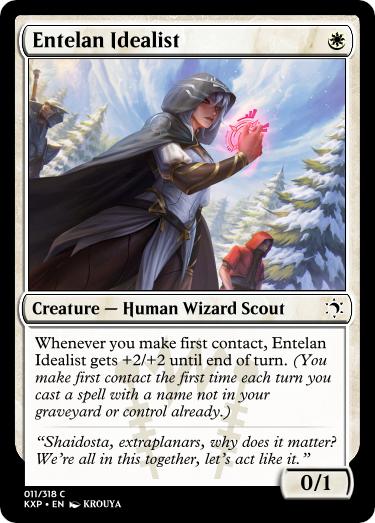 Entelan Idealist
Creature — Human Wizard Scout
Whenever you make first contact, Entelan
Idealist gets +2/+2 until end of turn. (You
make first contact the first time each turn you
cast a spell with a name not in your
graveyard or control already.)
“Shaidosta, extraplanars, why does it matter?
We’re all in this together, let’s act like it.”
0/1
011/318 C
KXP • EN KROUYA